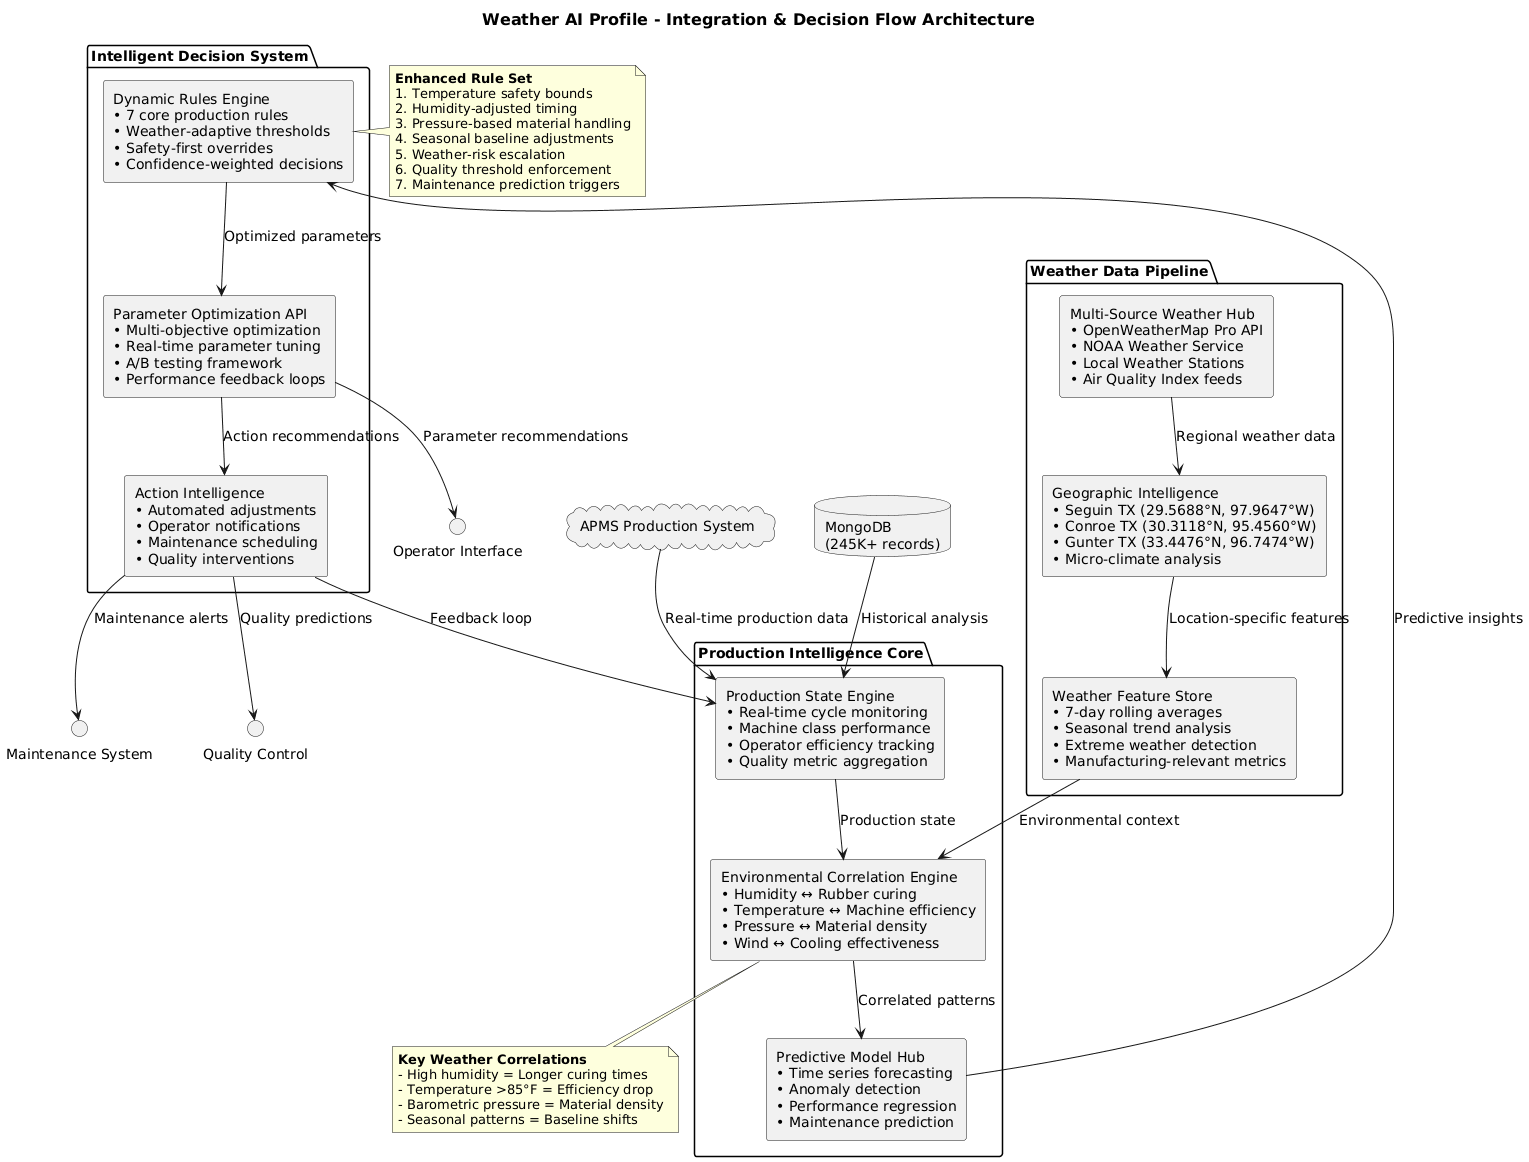 Weather AI Profile - Integration & Decision Flow Architecture
Intelligent Decision System
Dynamic Rules Engine
• 7 core production rules
• Weather-adaptive thresholds
• Safety-first overrides
• Confidence-weighted decisions
Enhanced Rule Set
1. Temperature safety bounds
2. Humidity-adjusted timing
3. Pressure-based material handling
4. Seasonal baseline adjustments
5. Weather-risk escalation
6. Quality threshold enforcement
7. Maintenance prediction triggers
Optimized parameters
Parameter Optimization API
• Multi-objective optimization
• Real-time parameter tuning
• A/B testing framework
• Performance feedback loops
Action recommendations
Parameter recommendations
Action Intelligence
• Automated adjustments
• Operator notifications
• Maintenance scheduling
• Quality interventions
Operator Interface
Maintenance alerts
Quality predictions
Feedback loop
Maintenance System
Quality Control
Weather Data Pipeline
Multi-Source Weather Hub
• OpenWeatherMap Pro API
• NOAA Weather Service
• Local Weather Stations
• Air Quality Index feeds
Regional weather data
Geographic Intelligence
• Seguin TX (29.5688°N, 97.9647°W)
• Conroe TX (30.3118°N, 95.4560°W)
• Gunter TX (33.4476°N, 96.7474°W)
• Micro-climate analysis
Location-specific features
Predictive insights
Weather Feature Store
• 7-day rolling averages
• Seasonal trend analysis
• Extreme weather detection
• Manufacturing-relevant metrics
Environmental context
APMS Production System
MongoDB
(245K+ records)
Real-time production data
Historical analysis
Production Intelligence Core
Production State Engine
• Real-time cycle monitoring
• Machine class performance
• Operator efficiency tracking
• Quality metric aggregation
Production state
Environmental Correlation Engine
• Humidity ↔ Rubber curing
• Temperature ↔ Machine efficiency
• Pressure ↔ Material density
• Wind ↔ Cooling effectiveness
Correlated patterns
Key Weather Correlations
- High humidity = Longer curing times
- Temperature >85°F = Efficiency drop
- Barometric pressure = Material density
- Seasonal patterns = Baseline shifts
Predictive Model Hub
• Time series forecasting
• Anomaly detection
• Performance regression
• Maintenance prediction